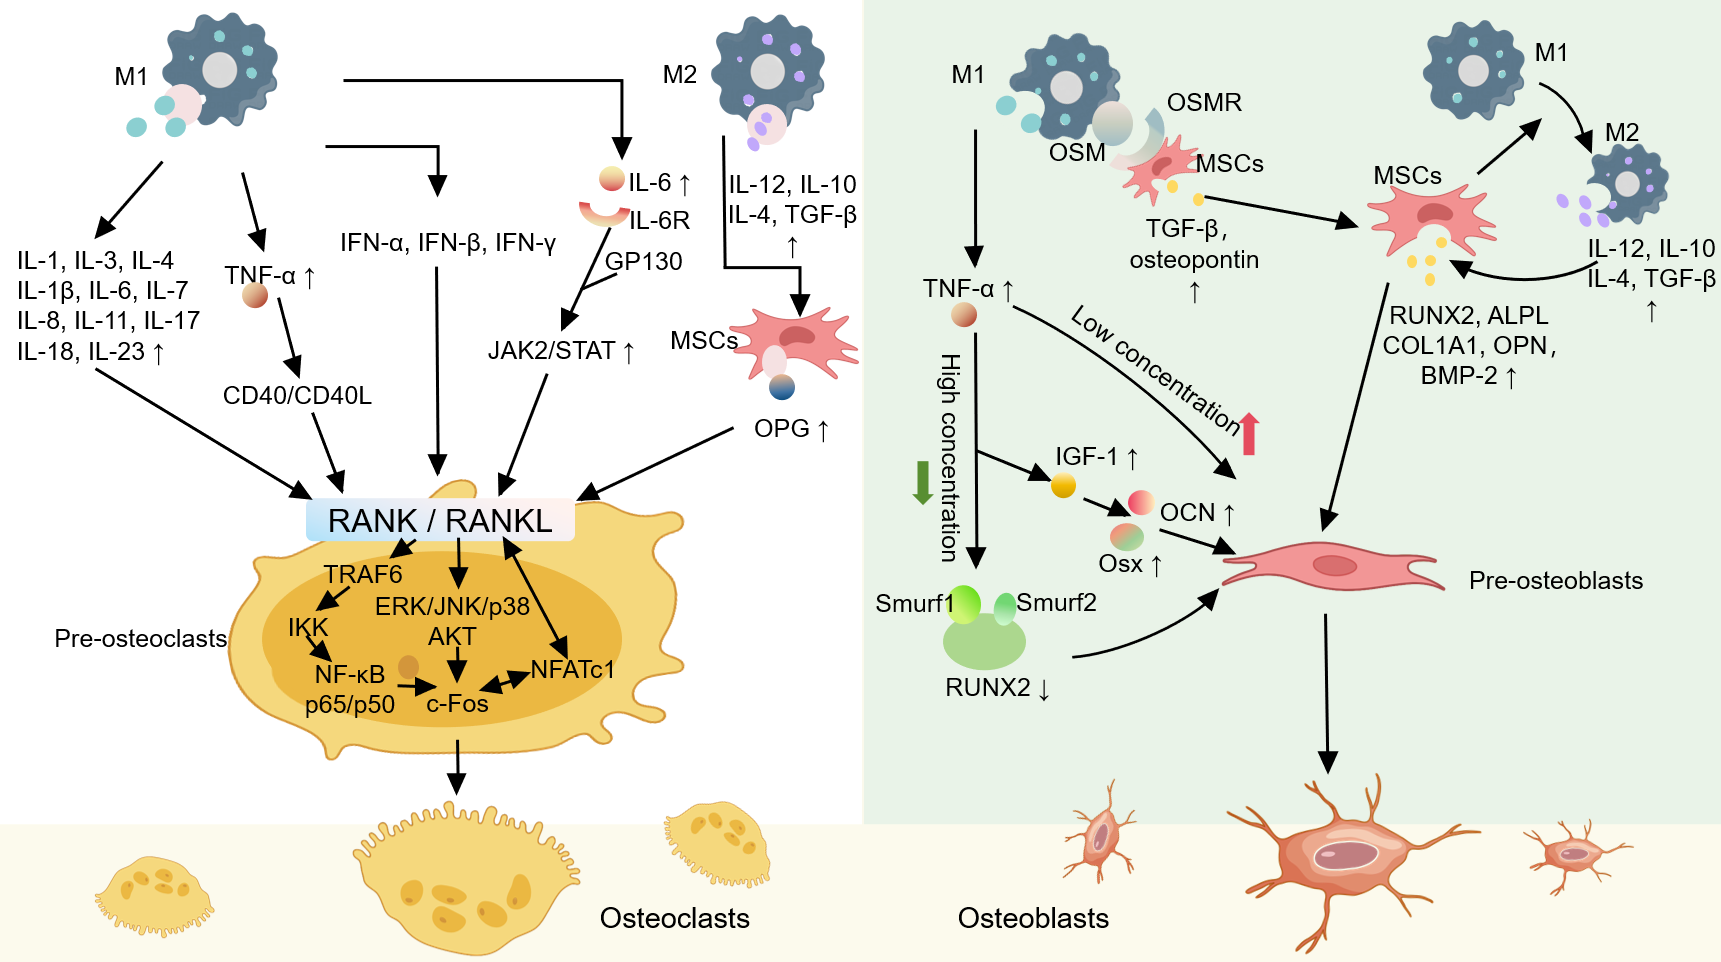 M1
M2
IL-6 ↑
IL-6R
GP130
JAK2/STAT ↑
IL-12, IL-10
IL-4, TGF-β
↑
IFN-α, IFN-β, IFN-γ
IL-1, IL-3, IL-4
IL-1β, IL-6, IL-7
IL-8, IL-11, IL-17
IL-18, IL-23 ↑
TNF-α ↑
CD40/CD40L
MSCs
OPG ↑
RANK / RANKL
TRAF6
ERK/JNK/p38
AKT
IKK
NF-κB
p65/p50
c-Fos
NFATc1
Pre-osteoclasts
Osteoclasts
M1
OSMR
OSM
MSCs
TGF-β,
osteopontin
↑
M1
M2
MSCs
IL-12, IL-10
IL-4, TGF-β
↑
RUNX2, ALPL
COL1A1, OPN,
BMP-2 ↑
TNF-α ↑
Low concentration
High concentration
IGF-1 ↑
OCN ↑
Osx ↑
Smurf1
Smurf2
RUNX2 ↓
Pre-osteoblasts
Osteoblasts